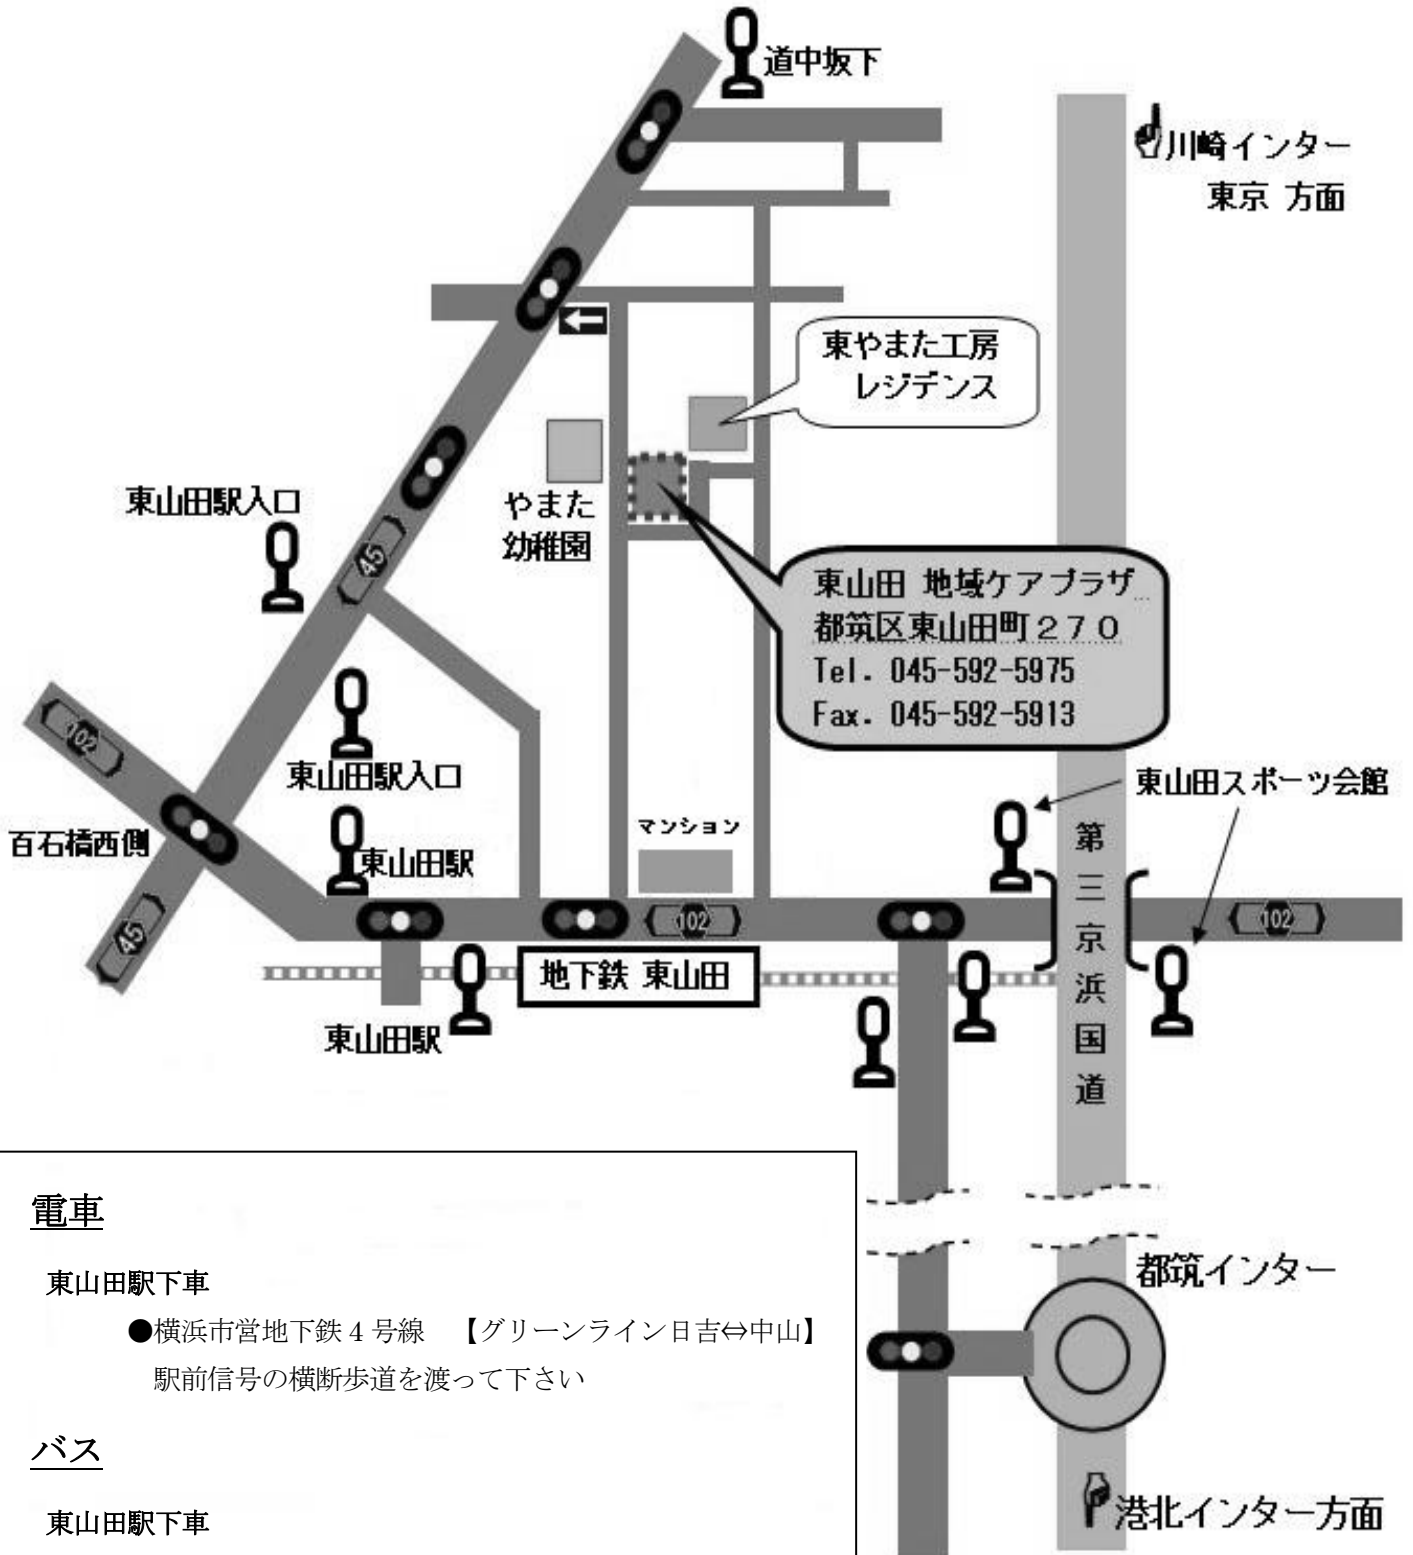 道中坂下
川崎インター
東京 方面
東やまた工房
レジデンス
東山田駅入口
45
やまた
幼稚園
東山田 地域ケアプラザ
都筑区東山田町270
Tel. 045-592-5975
Fax. 045-592-5913
102
東山田駅入口
東山田スポーツ会館
百石橋西側
マンション
東山田駅
第三京浜国道
45
102
102
地下鉄 東山田
東山田駅
都筑インター
港北インター方面
電車
東山田駅下車
●横浜市営地下鉄4号線 【グリーンライン日吉⇔中山】
駅前信号の横断歩道を渡って下さい
バス
東山田駅下車